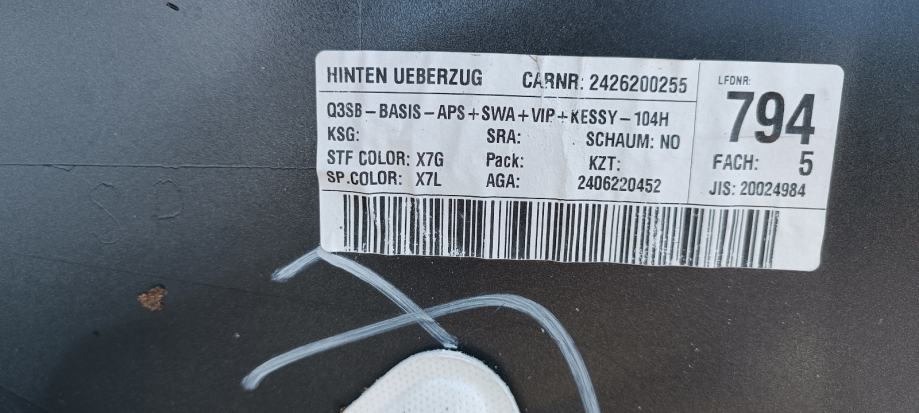 HINTEN UEBERZUG CARNR: 2426200255
Q3SB-BASIS-APS+SWA+VIP+KESSY-104H
KSG: SRA: SCHAUM: NO
STF COLOR: X7G Pack: KZT:
SP.COLOR: X7L AGA: 2406220452
LFDNR:
794
FACH: 5
JIS: 20024984